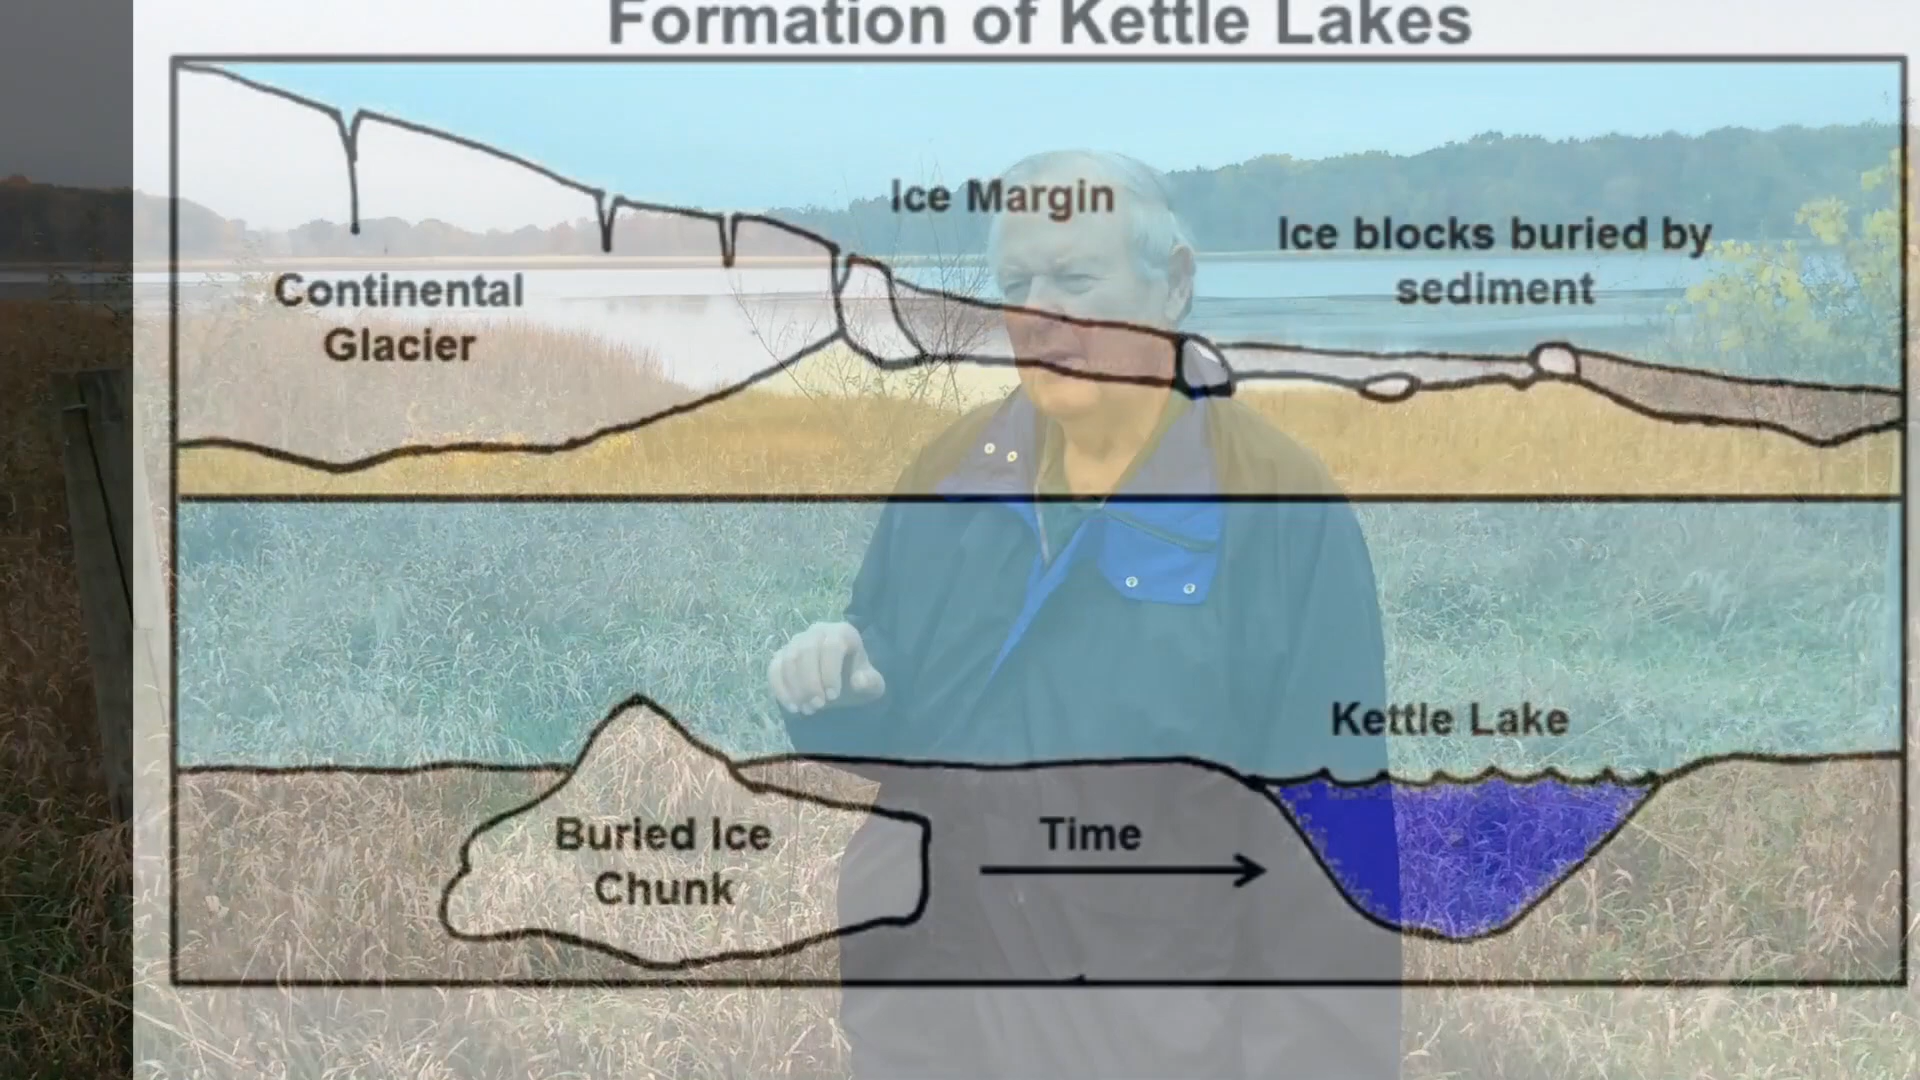 Formation of Kettle Lakes
Ice Margin
Ice blocks buried by
sediment
Continental
Glacier
Kettle Lake
Buried Ice
Chunk
Time